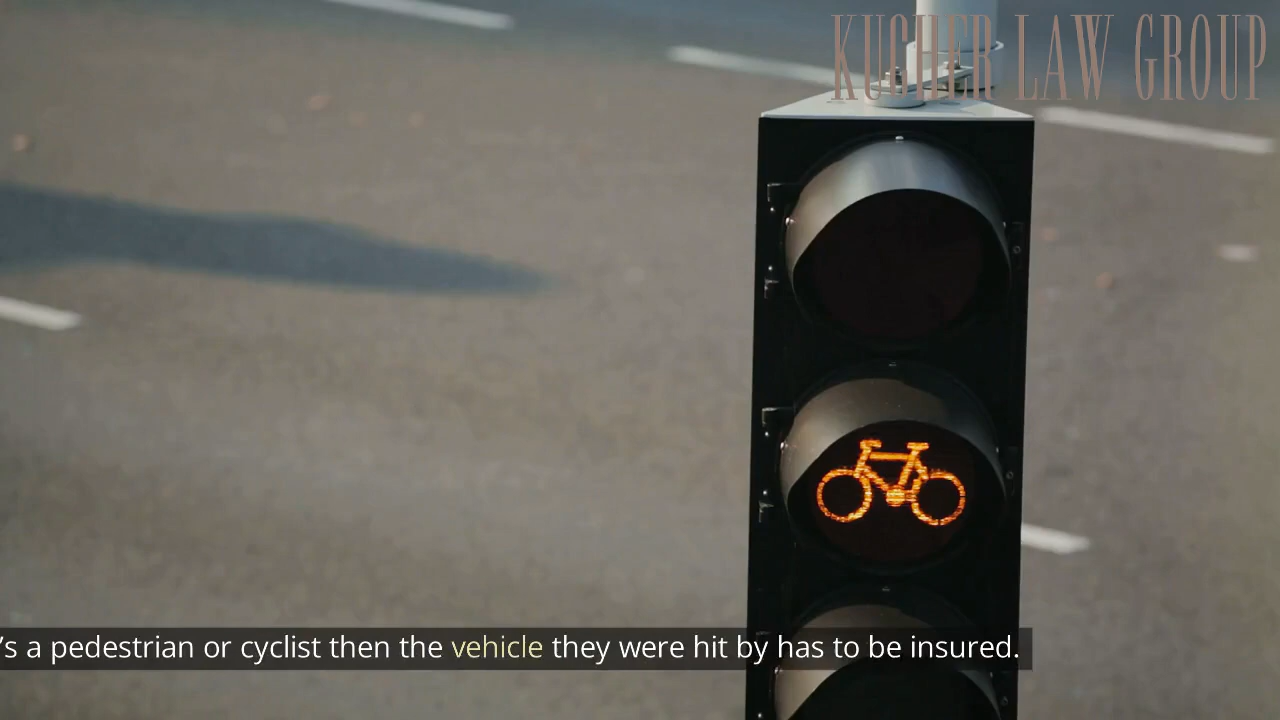 KUCHER LAW GROUP
's a pedestrian or cyclist then the vehicle they were hit by has to be insured.